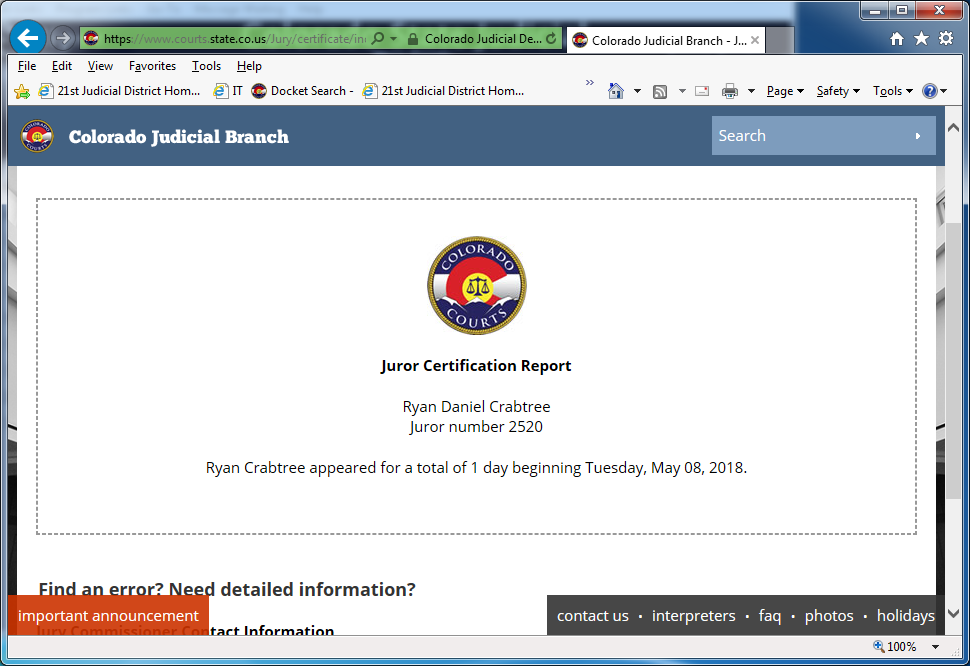 https://www.courts.state.co.us/Jury/certificate/in
Colorado Judicial De...
Colorado Judicial Branch - J...
File Edit View Favorites Tools Help
21st Judicial District Hom... IT Docket Search - 21st Judicial District Hom... » Page Safety Tools
Colorado Judicial Branch
Search
COLORADO
COURTS
Juror Certification Report
Ryan Daniel Crabtree
Juror number 2520
Ryan Crabtree appeared for a total of 1 day beginning Tuesday, May 08, 2018.
Find an error? Need detailed information?
important announcement
contact us · interpreters · faq · photos · holidays
Jury Commissioner Contact Information
100%